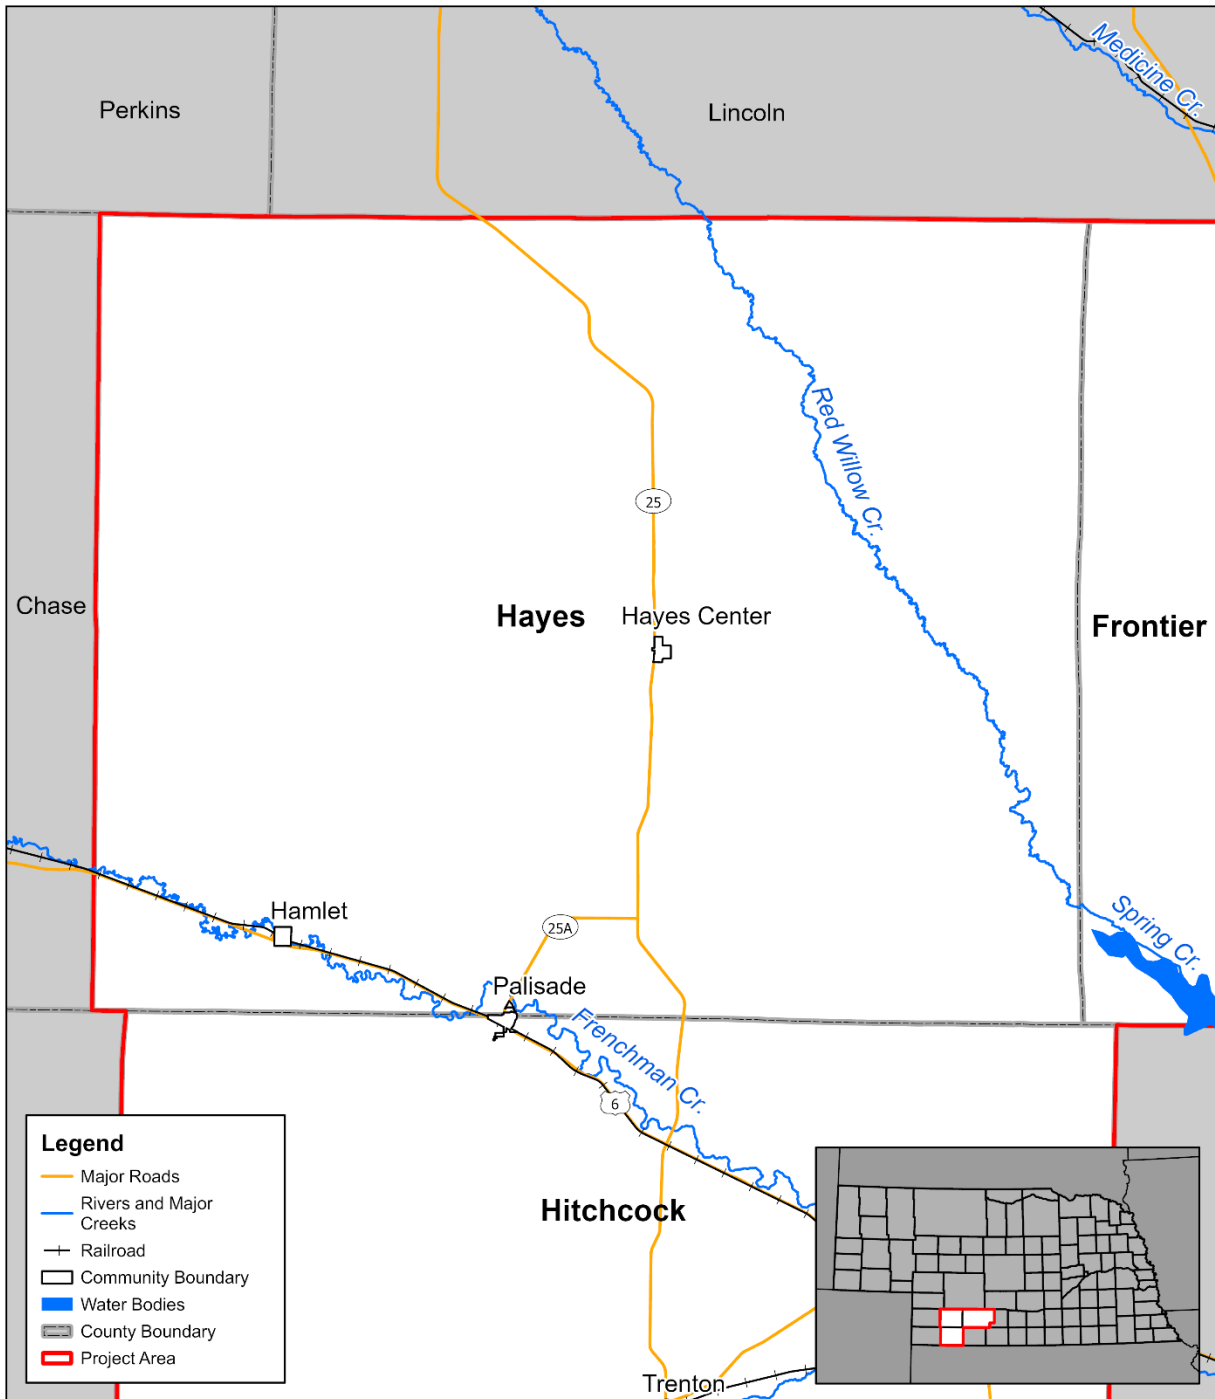 Medicine Cr.
Perkins
Lincoln
Red Willow Cr.
25
Chase
Hayes
Hayes Center
Frontier
Hamlet
25A
Spring Cr.
Palisade
Frenchman Cr.
6
Hitchcock
Trenton
Legend
Major Roads
Rivers and Major
Creeks
Railroad
Community Boundary
Water Bodies
County Boundary
Project Area